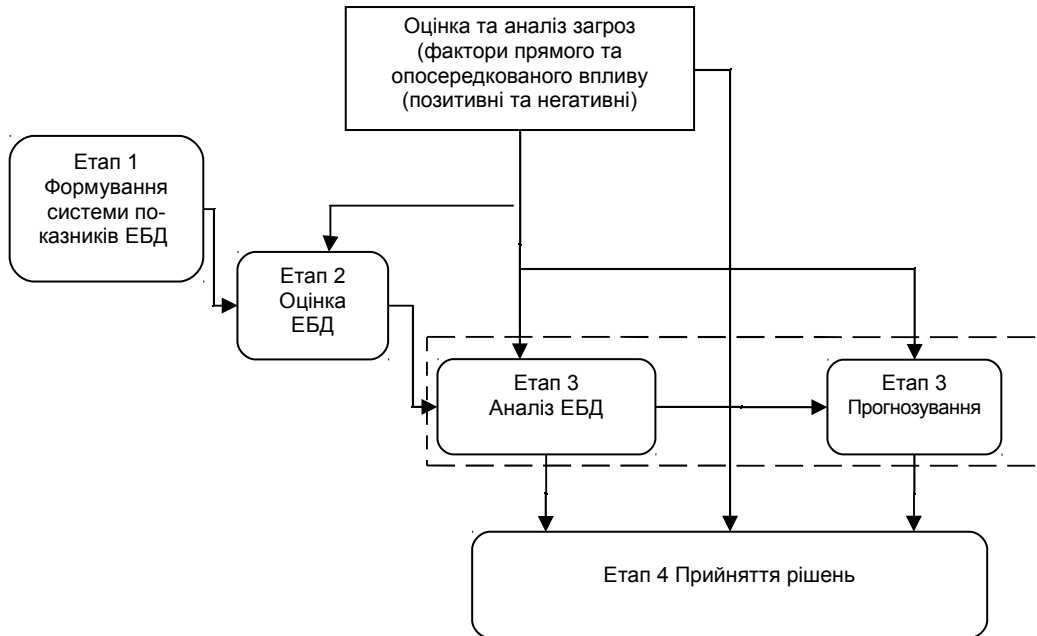 Оцінка та аналіз загроз
(фактори прямого та
опосередкованого впливу
(позитивні та негативні)
Етап 1
Формування
системи по-
казників ЕБД
Етап 2
Оцінка
ЕБД
Етап 3
Аналіз ЕБД
Етап 3
Прогнозування
Етап 4 Прийняття рішень